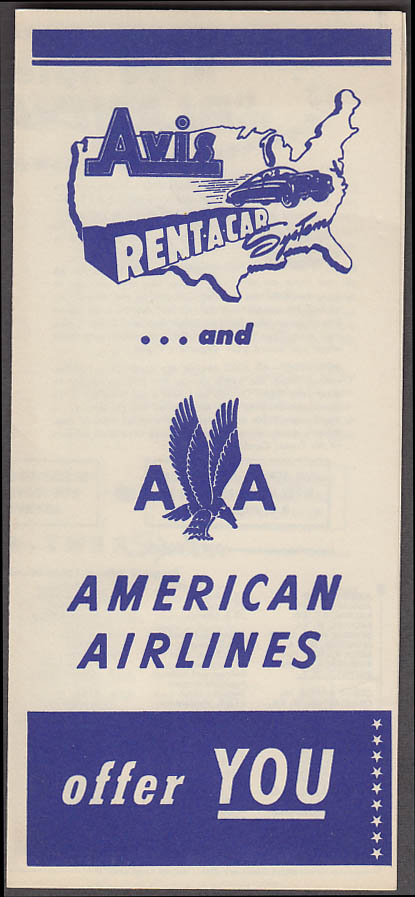 Avis
RENT-A-CAR
System
...and
A A
AMERICAN
AIRLINES
offer YOU